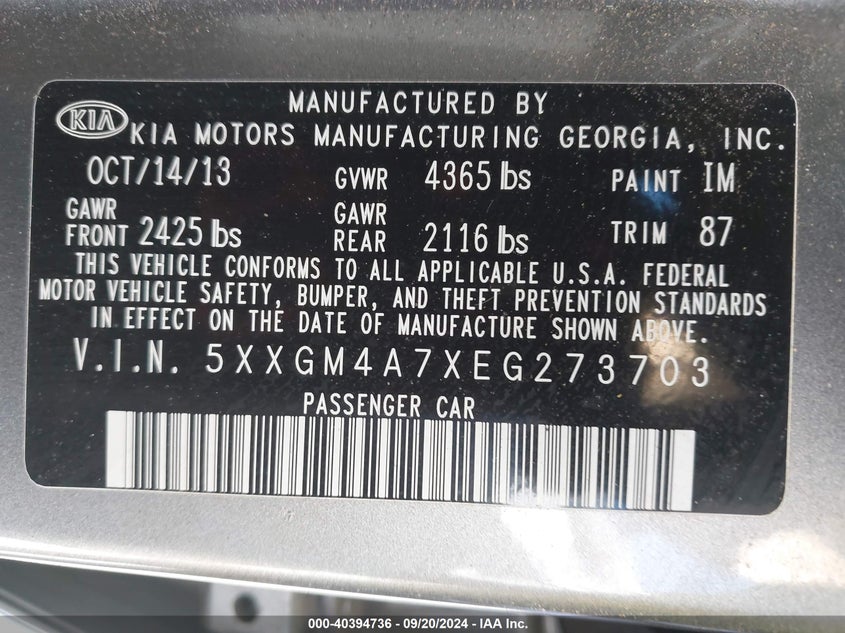 MANUFACTURED BY
KIA KIA MOTORS MANUFACTURING GEORGIA, INC.
OCT/14/13 GVWR 4365 lbs PAINT IM
GAWR FRONT 2425 lbs GAWR REAR 2116 lbs TRIM 87
THIS VEHICLE CONFORMS TO ALL APPLICABLE U.S.A. FEDERAL
MOTOR VEHICLE SAFETY, BUMPER, AND THEFT PREVENTION STANDARDS
IN EFFECT ON THE DATE OF MANUFACTURE SHOWN ABOVE.
V.I.N. 5XXGM4A7XEG273703
PASSENGER CAR
000-40394736 - 09/20/2024 - IAA Inc.